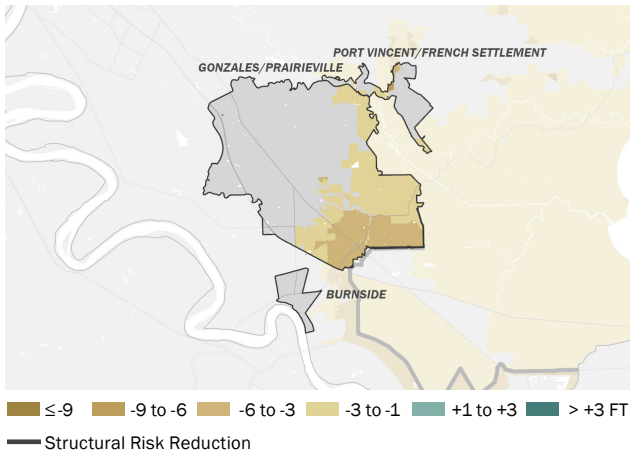 PORT VINCENT/FRENCH SETTLEMENT
GONZALES/PRAIRIEVILLE
BURNSIDE
≤ -9 -9 to -6 -6 to -3 -3 to -1 +1 to +3 > +3 FT
Structural Risk Reduction